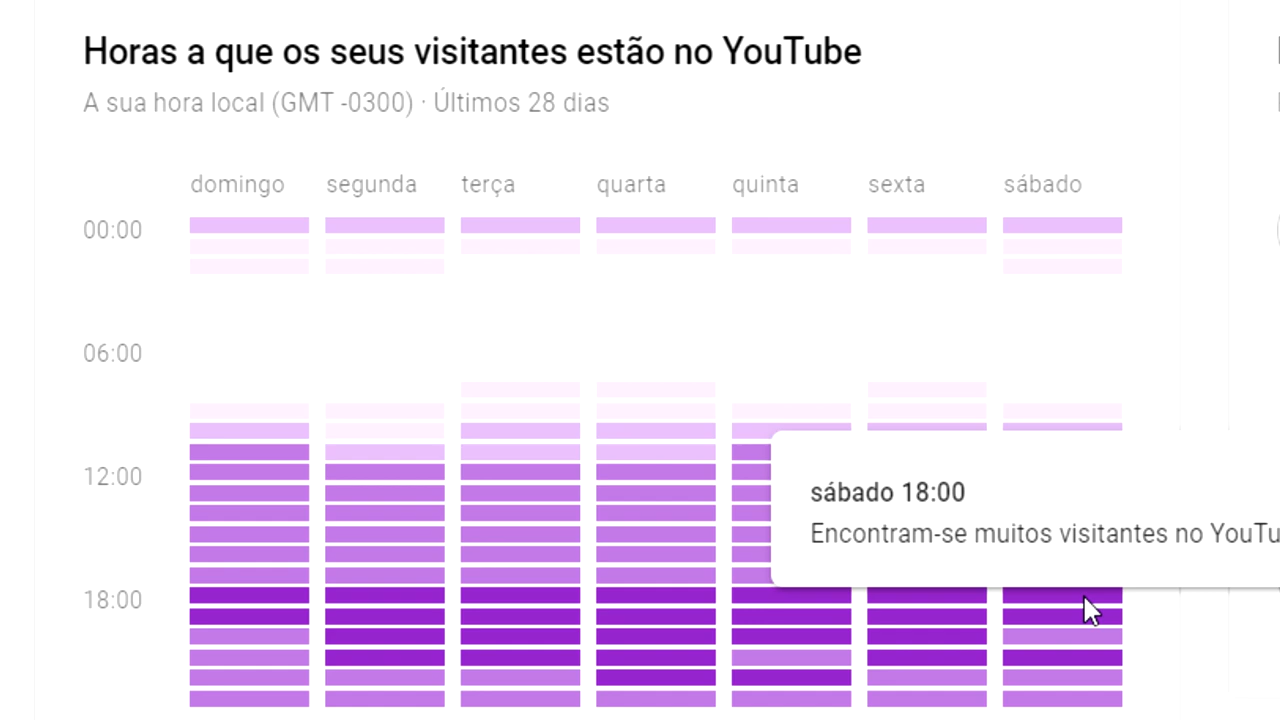 Horas a que os seus visitantes estão no YouTube
A sua hora local (GMT -0300) · Últimos 28 dias
domingo segunda terça quarta quinta sexta sábado
00:00
06:00
12:00
sábado 18:00
Encontram-se muitos visitantes no
18:00